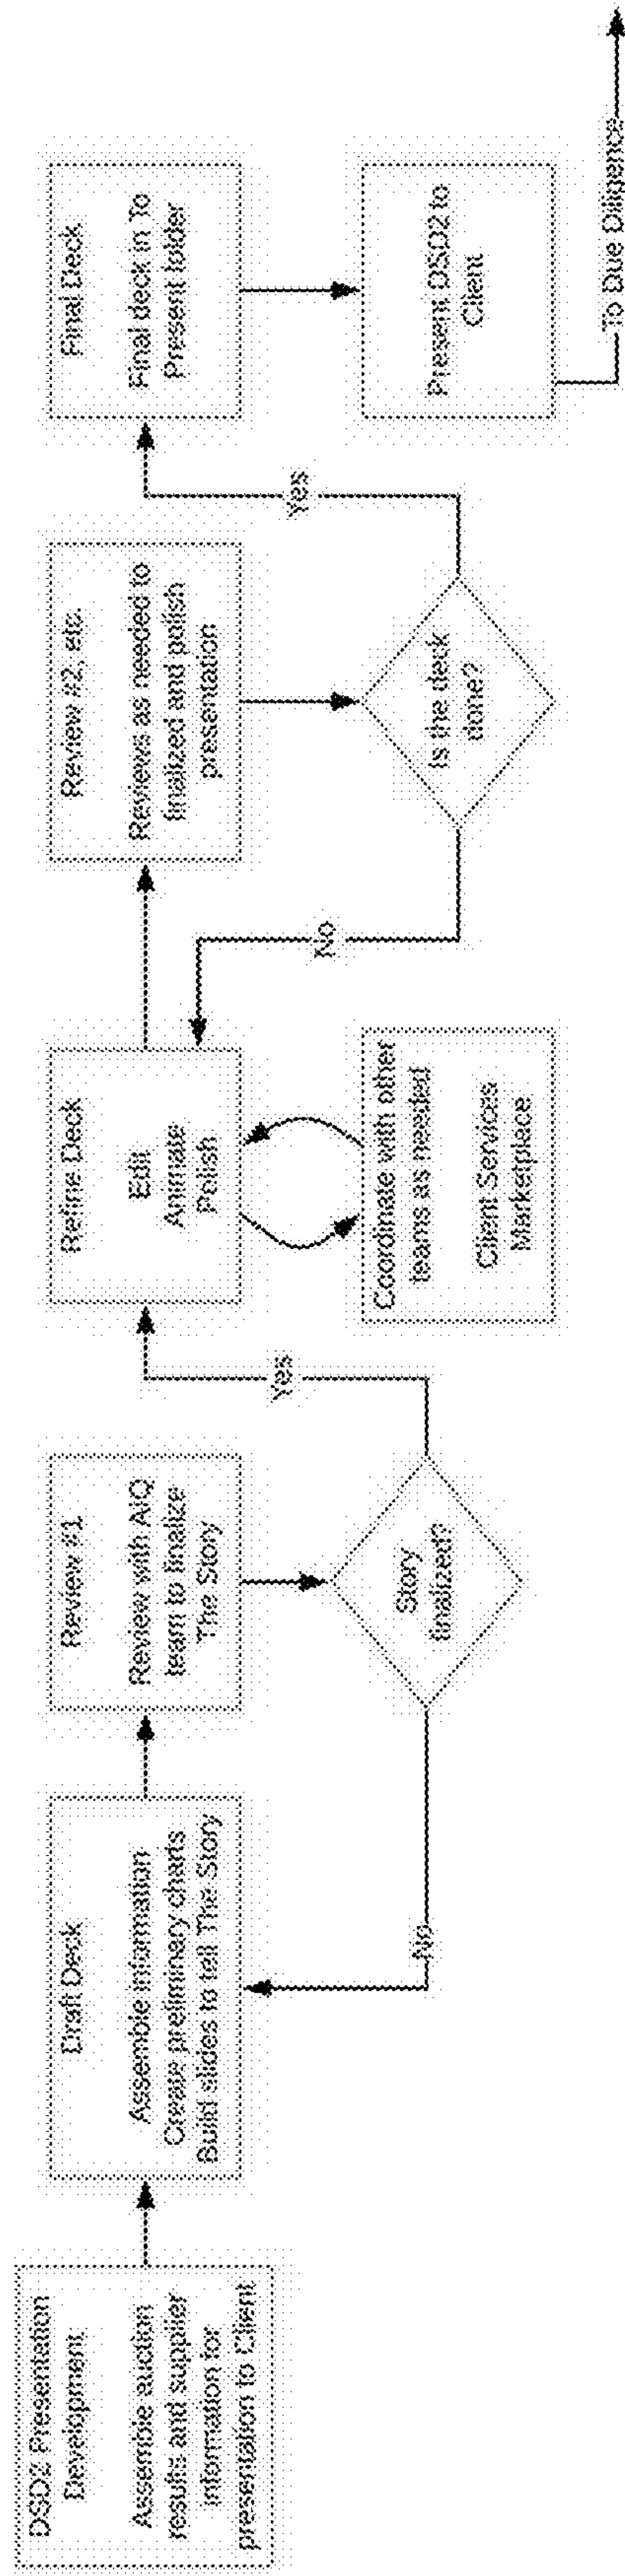 DSD2 Presentation
Development
Assemble auction
results and supplier
information for
presentation to Client
Draft Deck
Assemble information
Create preliminary charts
Build slides to tell The Story
Review #1
Review with AIQ
team to finalize
The Story
Story
finalized?
No
Yes
Refine Deck
Edit
Animate
Polish
Coordinate with other
teams as needed
Client Services
Marketplace
Review #2, etc.
Reviews as needed to
finalized and polish
presentation
Is the deck
done?
No
Yes
Final Deck
Final deck in To
Present folder
Present DSD2 to
Client
To Due Diligence